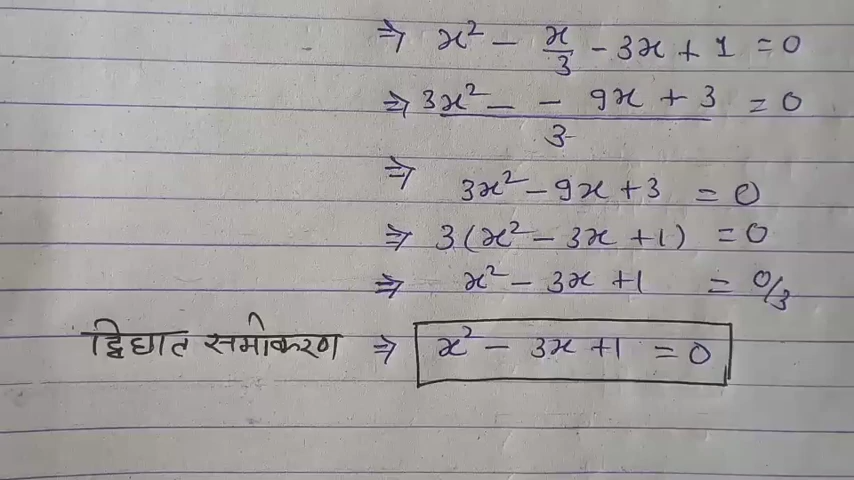 ⇒ x² - x/3 - 3x + 1 = 0
⇒ 3x² - - 9x + 3 / 3 = 0
⇒ 3x² - 9x + 3 = 0
⇒ 3(x² - 3x + 1) = 0
⇒ x² - 3x + 1 = 0/3
द्विघात समीकरण ⇒ x² - 3x + 1 = 0